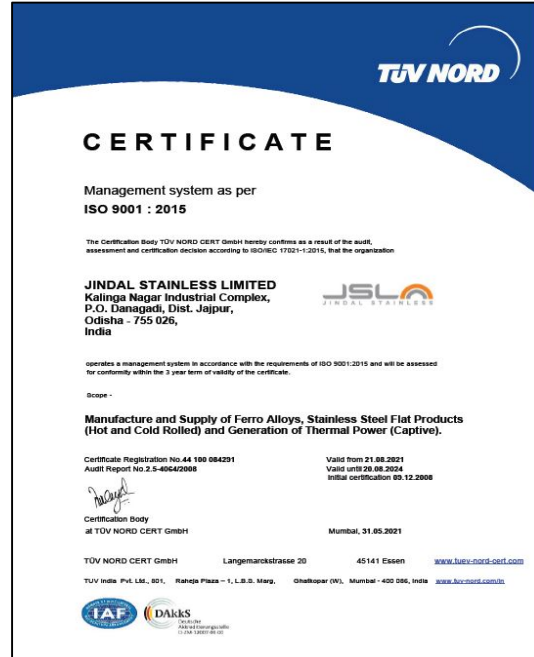 TÜV NORD
CERTIFICATE
Management system as per
ISO 9001 : 2015
The Certification Body TÜV NORD CERT GmbH hereby confirms as a result of the audit,
assessment and certification decision according to ISO/IEC 17021-1:2015, that the organization
JINDAL STAINLESS LIMITED
Kalinga Nagar Industrial Complex,
P.O. Danagadi, Dist. Jajpur,
Odisha - 755 026,
India
JSL
JINDAL STAINLESS
operates a management system in accordance with the requirements of ISO 9001:2015 and will be assessed
for conformity within the 3 year term of validity of the certificate.
Scope -
Manufacture and Supply of Ferro Alloys, Stainless Steel Flat Products
(Hot and Cold Rolled) and Generation of Thermal Power (Captive).
Certificate Registration No.44 100 084291
Audit Report No.2.5-4064/2008
Valid from 21.08.2021
Valid until 20.08.2024
Initial certification 09.12.2008
Certification Body
at TÜV NORD CERT GmbH
Mumbai, 31.05.2021
TÜV NORD CERT GmbH Langemarckstrasse 20 45141 Essen www.tuev-nord-cert.com
TUV India Pvt. Ltd., 801, Raheja Plaza – 1, L.B.S. Marg, Ghatkopar (W), Mumbai - 400 086, India www.tuv-nord.com/in
IAF
DAkkS
Deutsche
Akkreditierungsstelle